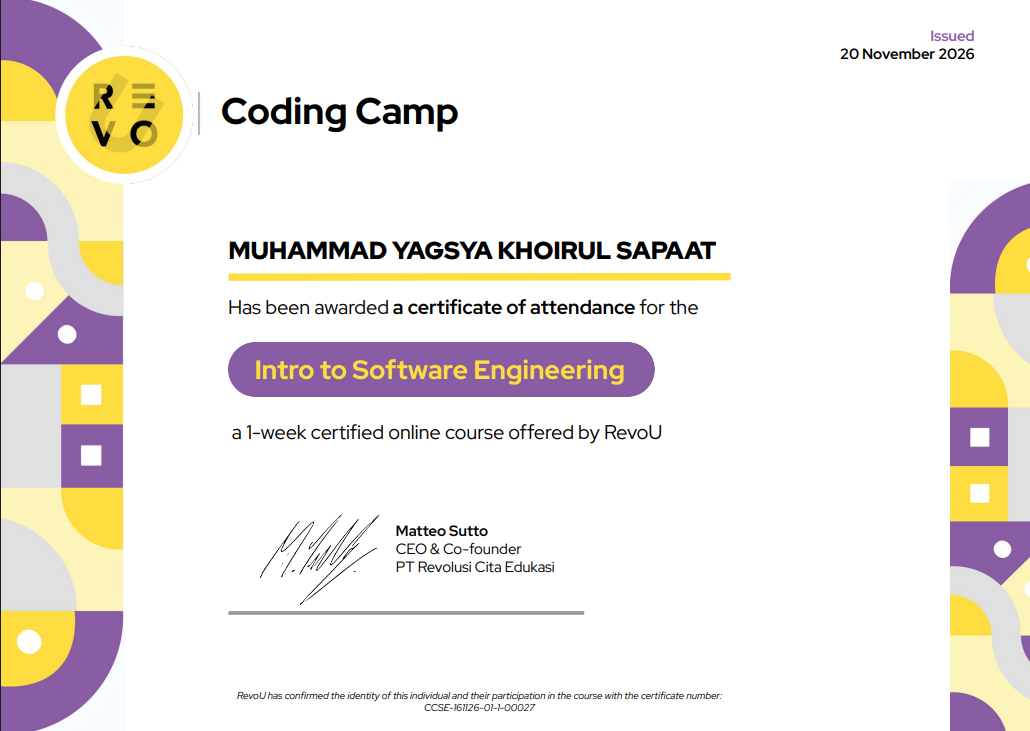 Issued
20 November 2026
RE
VO
Coding Camp
MUHAMMAD YAGSYA KHOIRUL SAPAAT
Has been awarded a certificate of attendance for the
Intro to Software Engineering
a 1-week certified online course offered by RevoU
Matteo Sutto
CEO & Co-founder
PT Revolusi Cita Edukasi
RevoU has confirmed the identity of this individual and their participation in the course with the certificate number:
CCSE-161126-01-1-00027